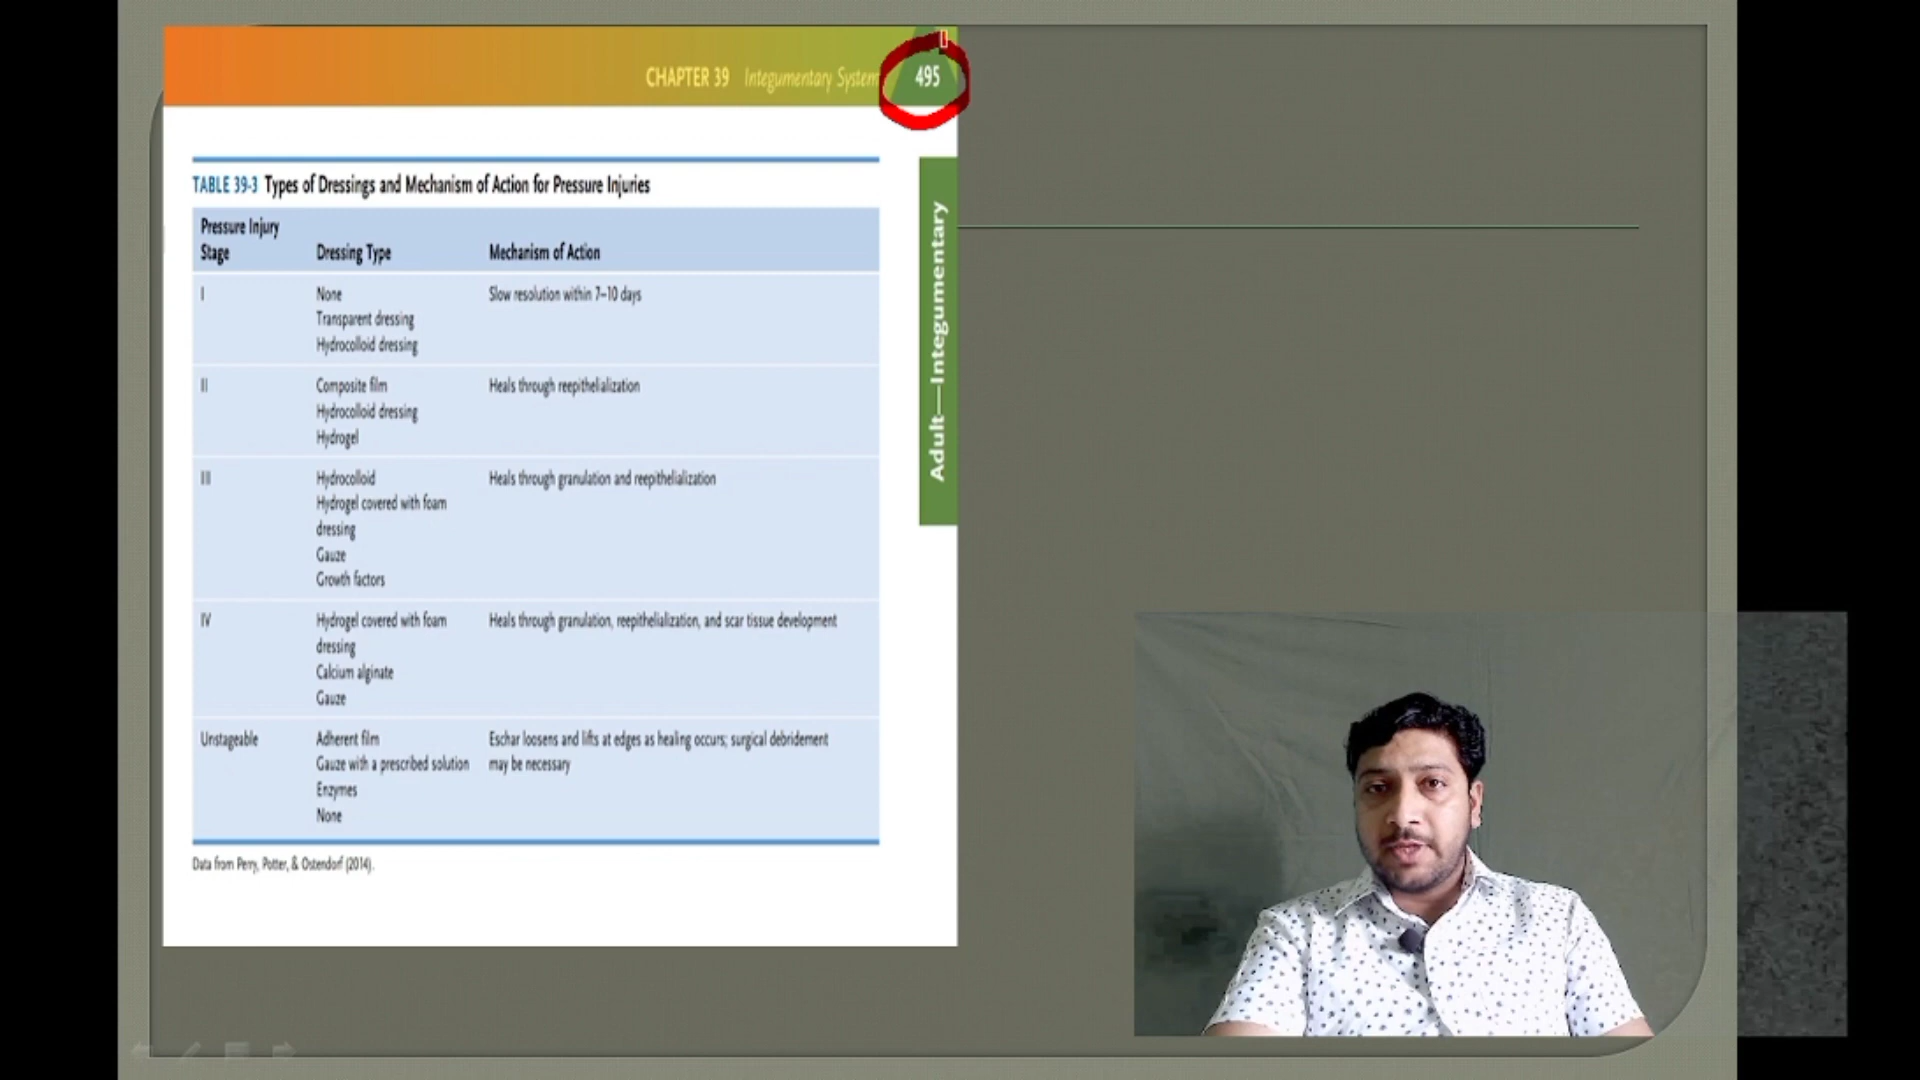 CHAPTER 39 Integumentary System 495
TABLE 39-3 Types of Dressings and Mechanism of Action for Pressure Injuries
Pressure Injury
Stage Dressing Type Mechanism of Action
I None Slow resolution within 7–10 days
Transparent dressing
Hydrocolloid dressing
II Composite film Heals through reepithelialization
Hydrocolloid dressing
Hydrogel
III Hydrocolloid Heals through granulation and reepithelialization
Hydrogel covered with foam
dressing
Gauze
Growth factors
IV Hydrogel covered with foam Heals through granulation, reepithelialization, and scar tissue development
dressing
Calcium alginate
Gauze
Unstageable Adherent film Eschar loosens and lifts at edges as healing occurs; surgical debridement
Gauze with a prescribed solution may be necessary
Enzymes
None
Data from Perry, Potter, & Ostendorf (2014).
Adult—Integumentary